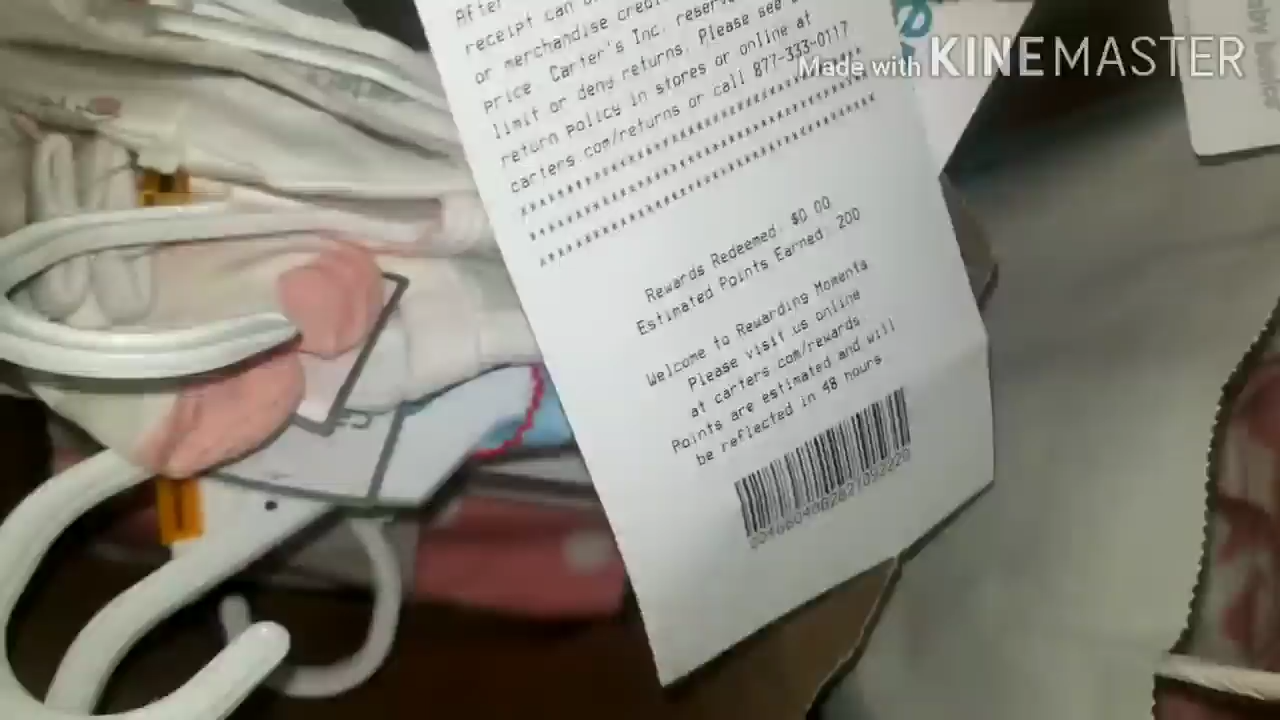 After
receipt can
or merchandise credit
price. Carter's Inc. reserv
limit or deny returns. Please see
return policy in stores or online at
carters.com/returns or call 877-333-0117
Rewards Redeemed: $0.00
Estimated Points Earned: 200
Welcome to Rewarding Moments
Please visit us online
at carters.com/rewards.
Points are estimated and will
be reflected in 48 hours
Made with KINEMASTER